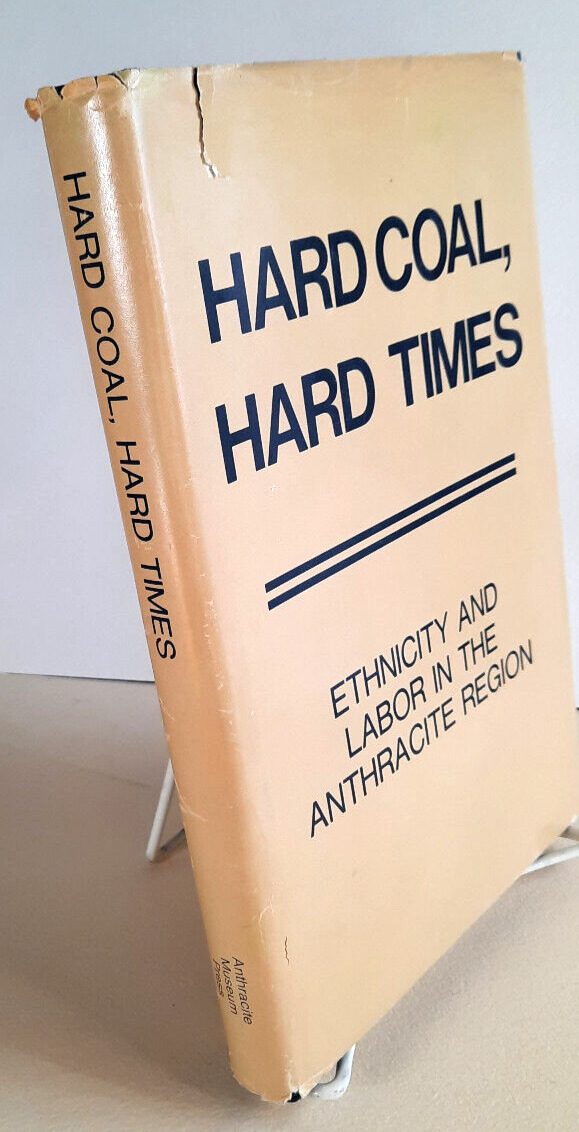 HARD COAL, HARD TIMES
Anthracite
Museum
Press
HARD COAL,
HARD TIMES
ETHNICITY AND
LABOR IN THE
ANTHRACITE REGION